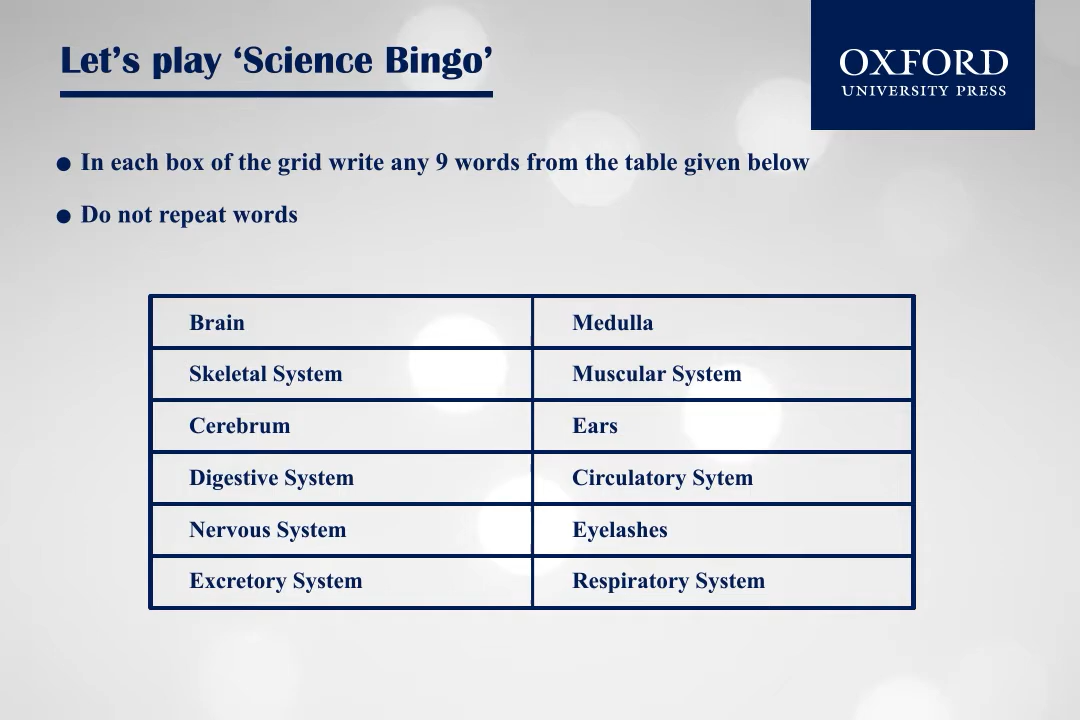 Let's play ‘Science Bingo’
OXFORD
UNIVERSITY PRESS
● In each box of the grid write any 9 words from the table given below
● Do not repeat words
Brain Medulla
Skeletal System Muscular System
Cerebrum Ears
Digestive System Circulatory Sytem
Nervous System Eyelashes
Excretory System Respiratory System